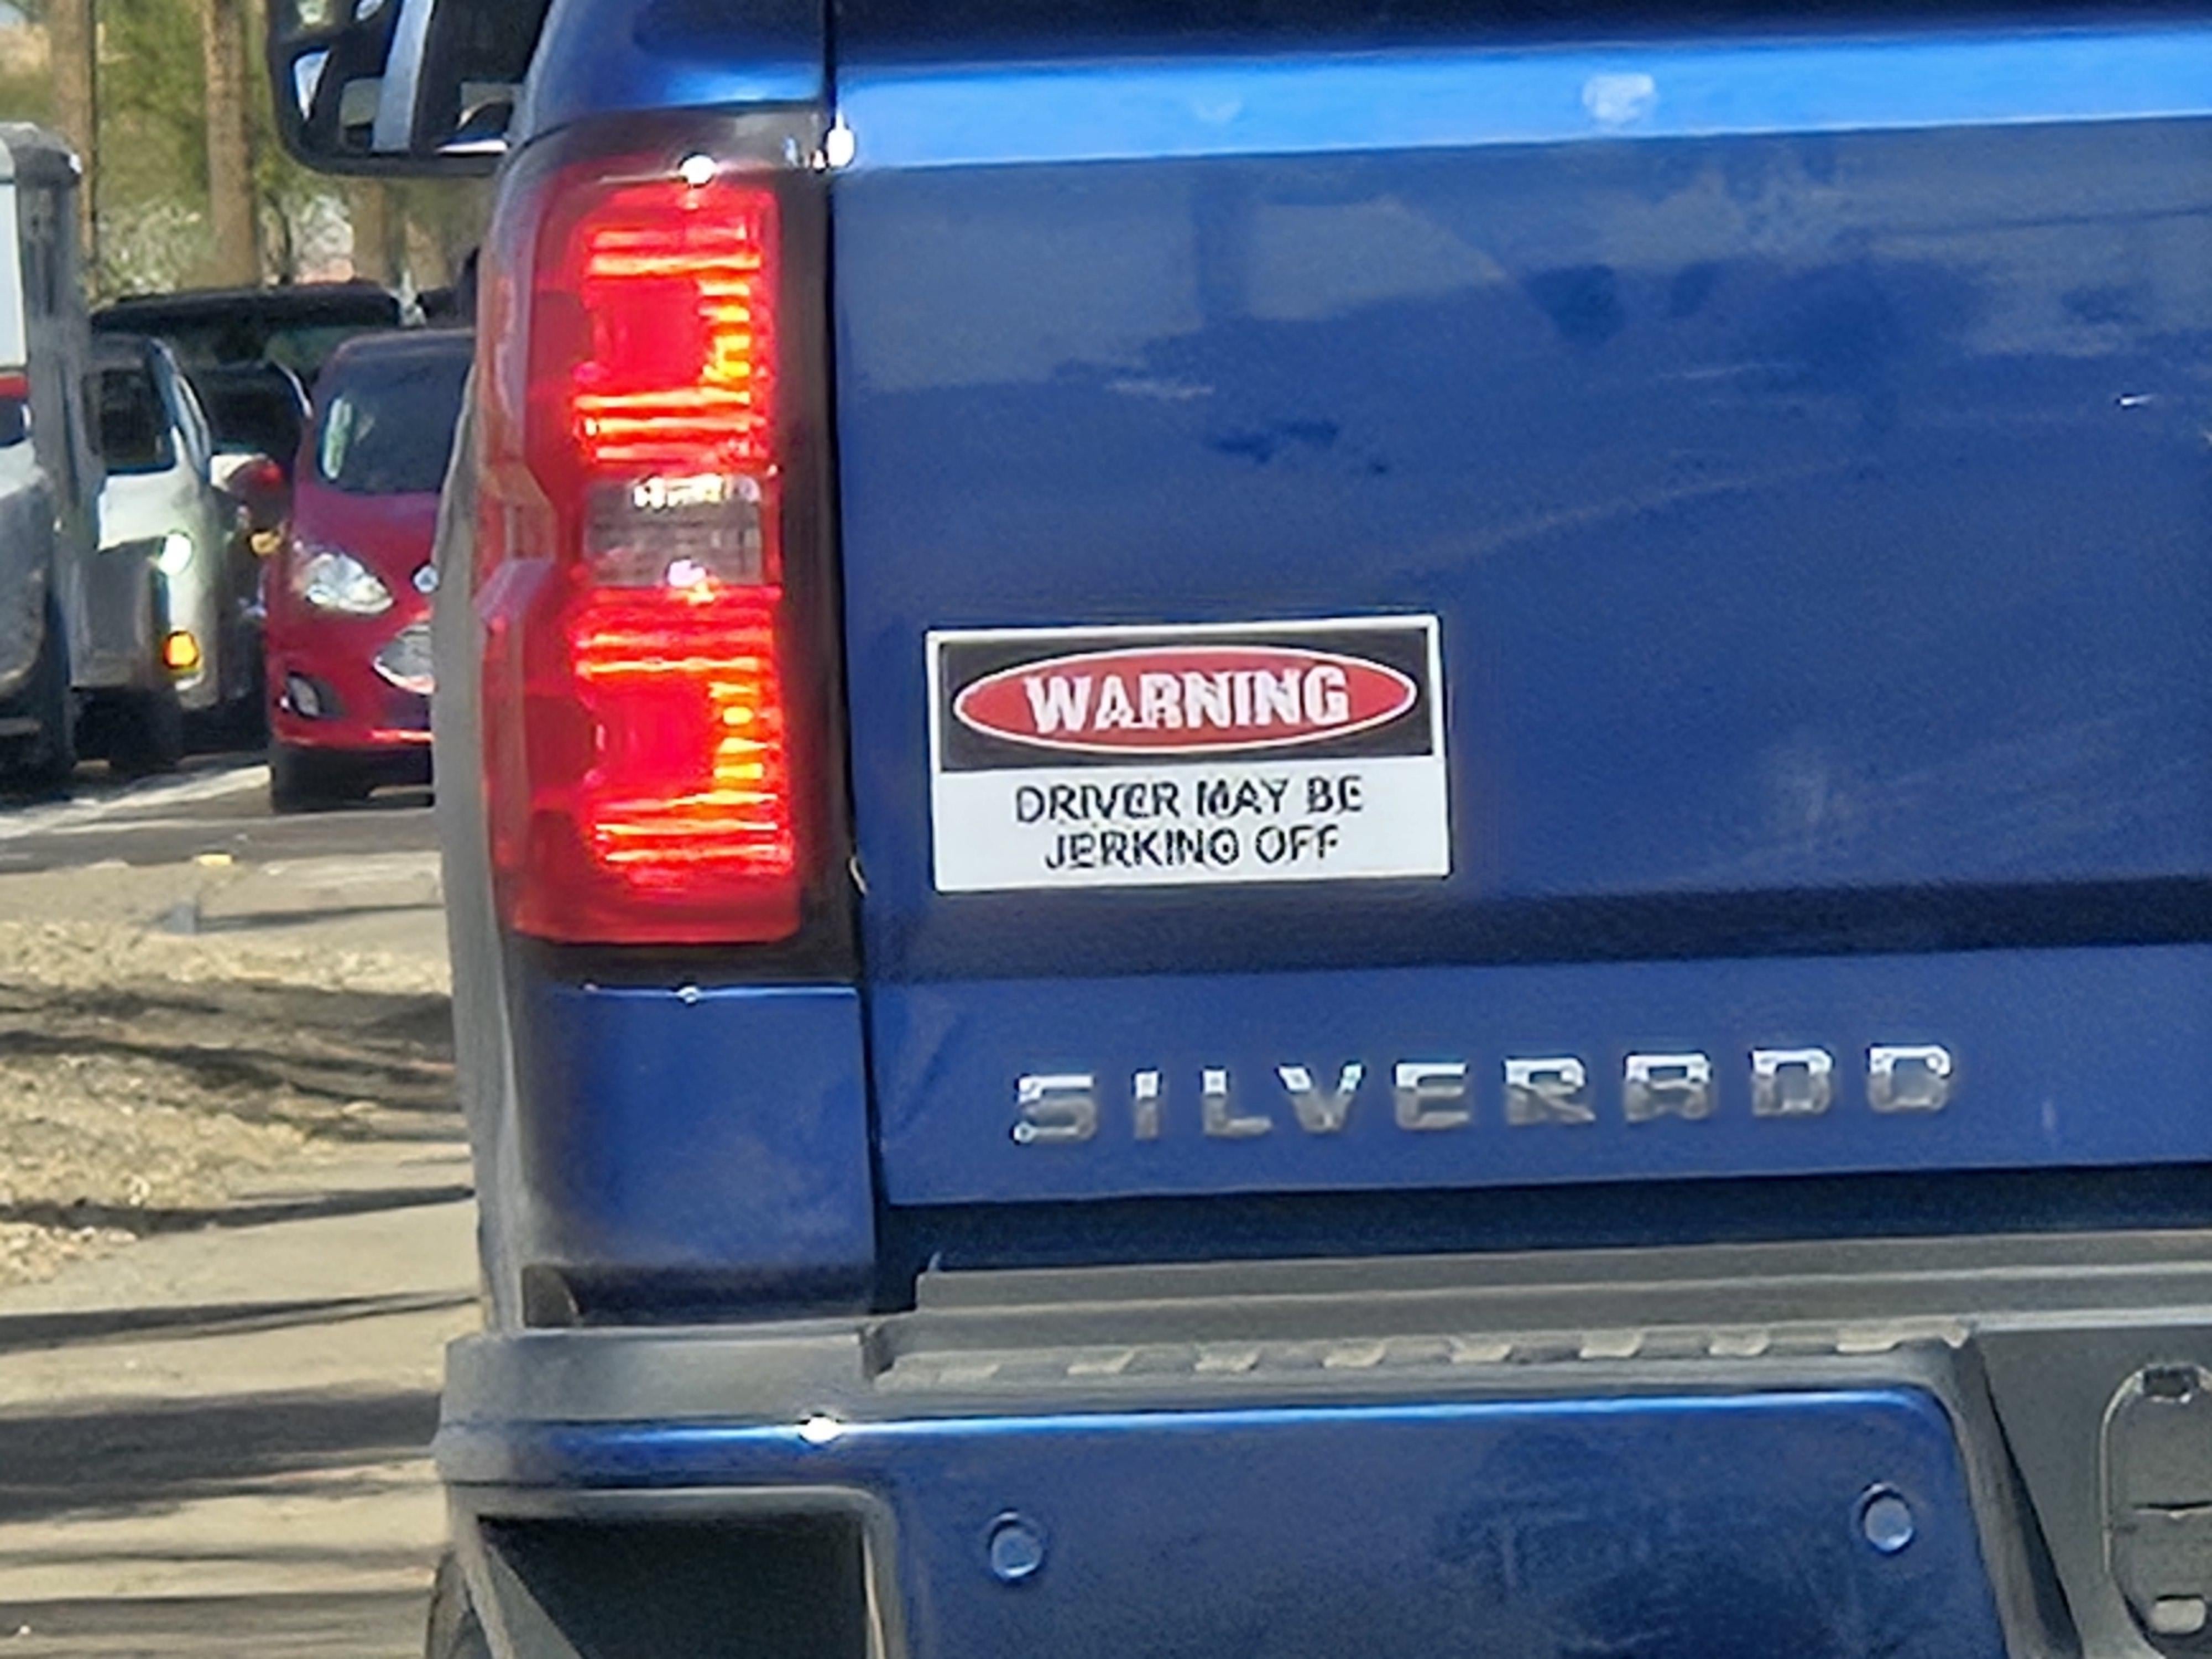 WARNING
DRIVER MAY BE
JERKING OFF
SILVERADO